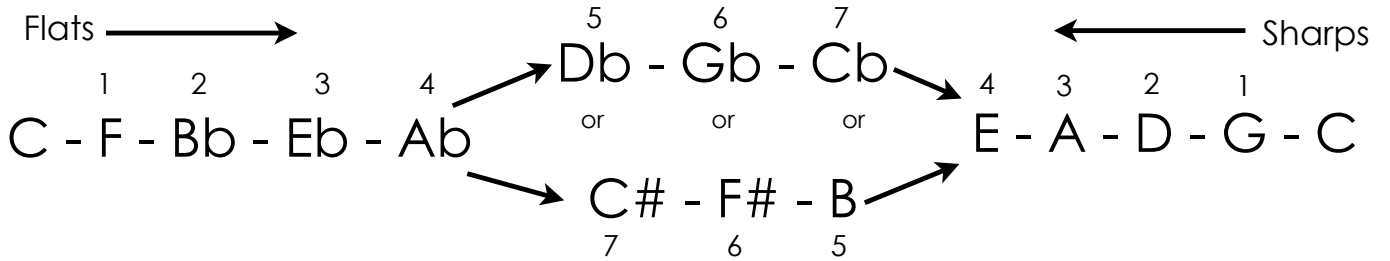 Flats 5 6 7 Sharps
Db - Gb - Cb
1 2 3 4 4 3 2 1
or or or
C - F - Bb - Eb - Ab E - A - D - G - C
C# - F# - B
7 6 5